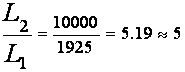 L₂/L₁ = 10000/1925 = 5.19 ≈ 5